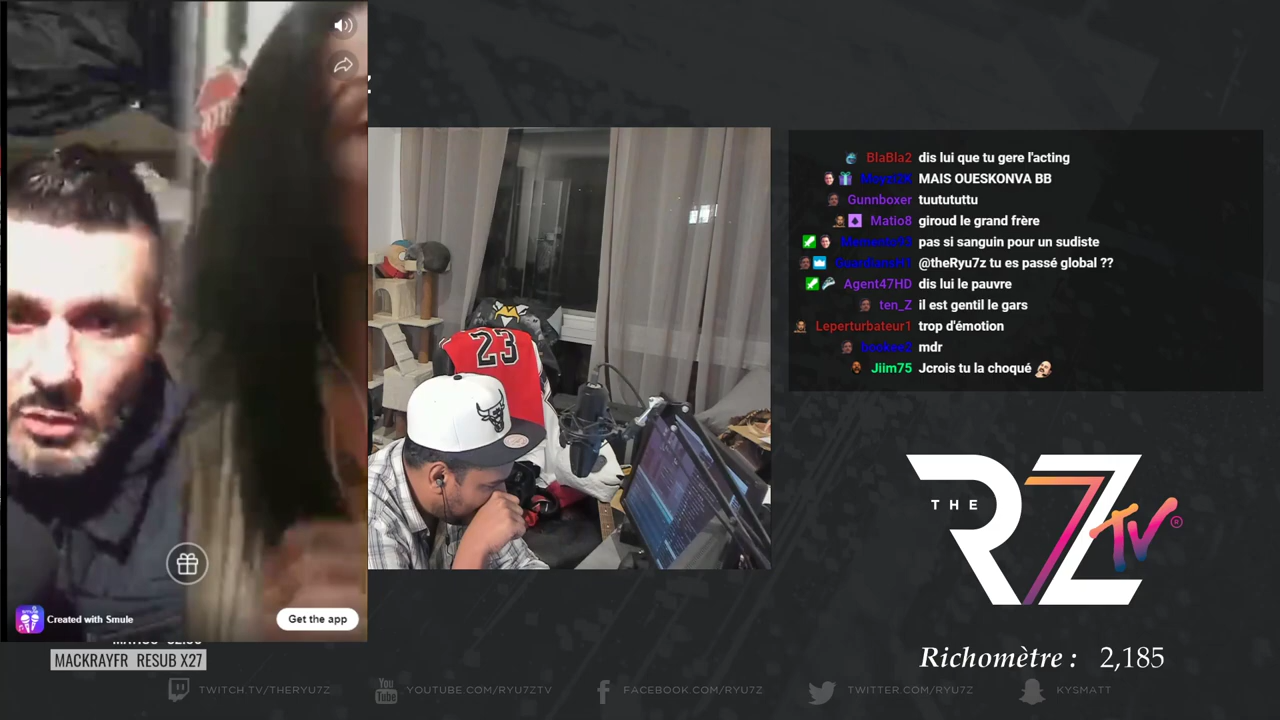 Created with Smule
Get the app
MACKRAYFR RESUB X27
23
BlaBla2 dis lui que tu gere l'acting
MAIS OUESKONVA BB
Gunnboxer tuutututtu
Matio8 giroud le grand frère
pas si sanguin pour un sudiste
@theRyu7z tu es passé global ??
Agent47HD dis lui le pauvre
ten_Z il est gentil le gars
Leperturbateur1 trop d'émotion
mdr
Jiim75 Jcrois tu la choqué
THE
R7Z TV
Richomètre : 2,185
TWITCH.TV/THERYU7Z
YOUTUBE.COM/RYU7ZTV
FACEBOOK.COM/RYU7Z
TWITTER.COM/RYU7Z
KYSMATT